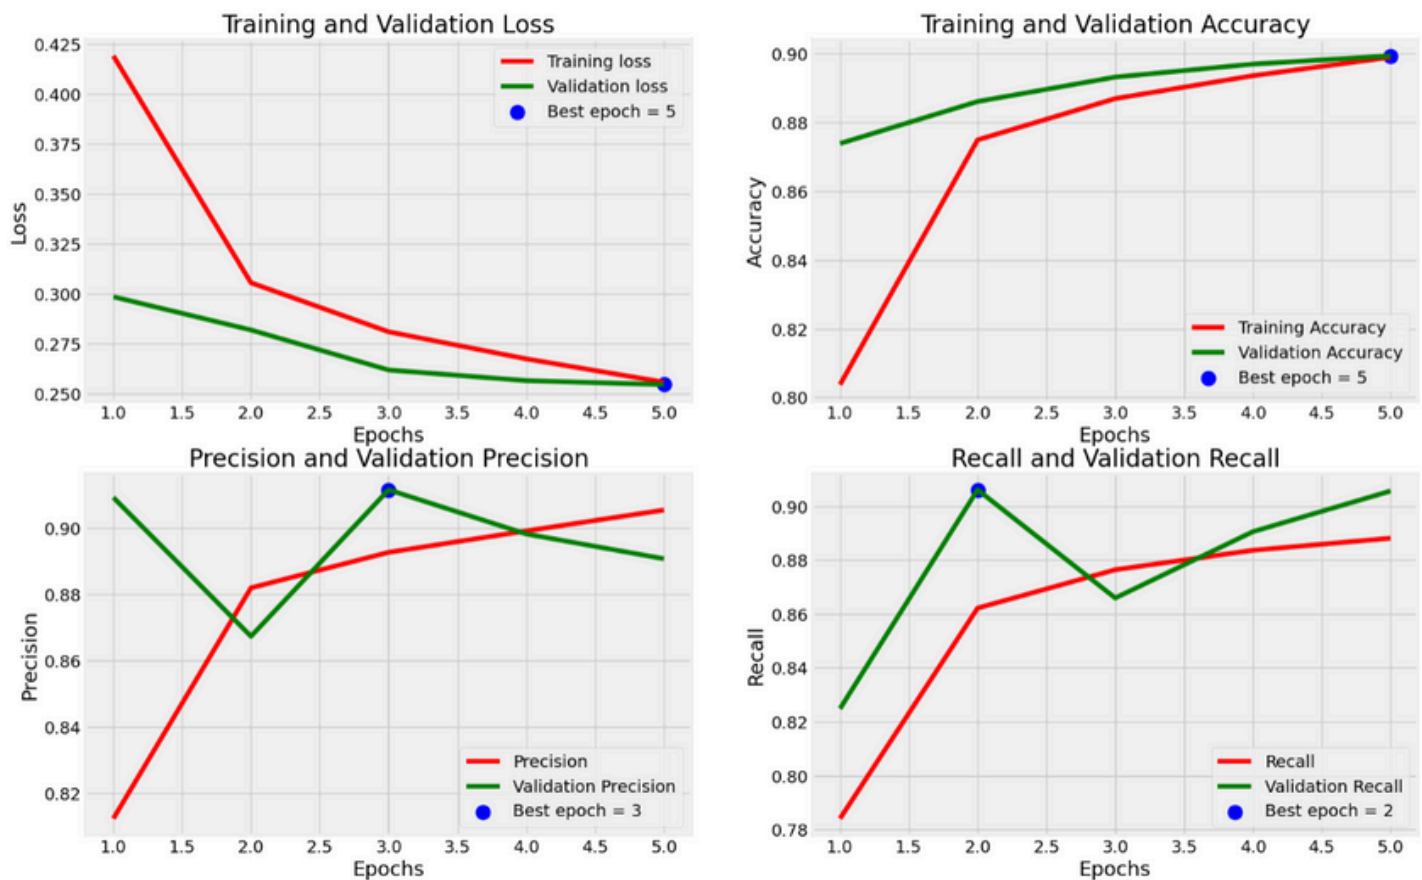 Training and Validation Loss
0.425
0.400
0.375
0.350
0.325
0.300
0.275
0.250
Loss
Training loss
Validation loss
Best epoch = 5
1.0 1.5 2.0 2.5 3.0 3.5 4.0 4.5 5.0
Epochs
Training and Validation Accuracy
0.90
0.88
0.86
0.84
0.82
0.80
Accuracy
Training Accuracy
Validation Accuracy
Best epoch = 5
1.0 1.5 2.0 2.5 3.0 3.5 4.0 4.5 5.0
Epochs
Precision and Validation Precision
0.90
0.88
0.86
0.84
0.82
Precision
Precision
Validation Precision
Best epoch = 3
1.0 1.5 2.0 2.5 3.0 3.5 4.0 4.5 5.0
Epochs
Recall and Validation Recall
0.90
0.88
0.86
0.84
0.82
0.80
0.78
Recall
Recall
Validation Recall
Best epoch = 2
1.0 1.5 2.0 2.5 3.0 3.5 4.0 4.5 5.0
Epochs